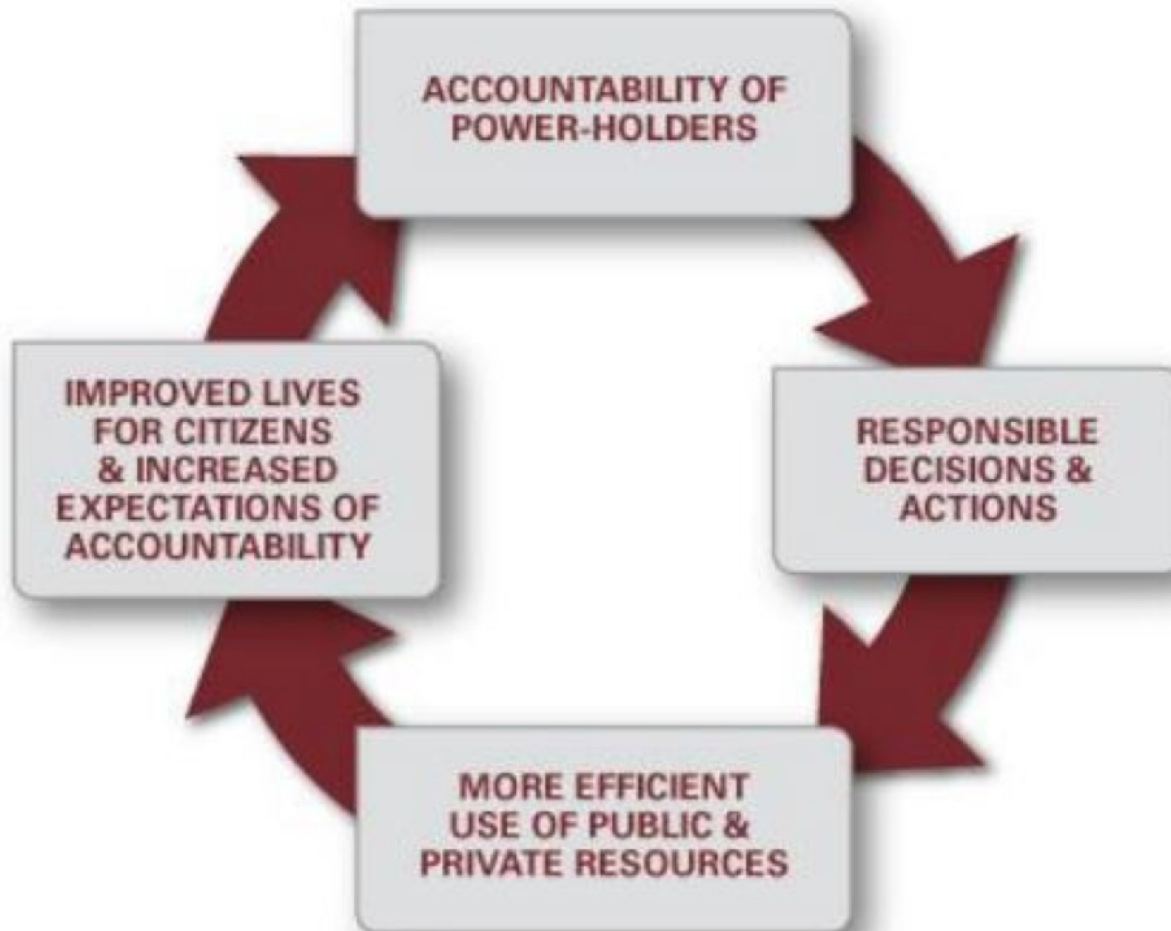 ACCOUNTABILITY OF
POWER-HOLDERS
RESPONSIBLE
DECISIONS &
ACTIONS
MORE EFFICIENT
USE OF PUBLIC &
PRIVATE RESOURCES
IMPROVED LIVES
FOR CITIZENS
& INCREASED
EXPECTATIONS OF
ACCOUNTABILITY